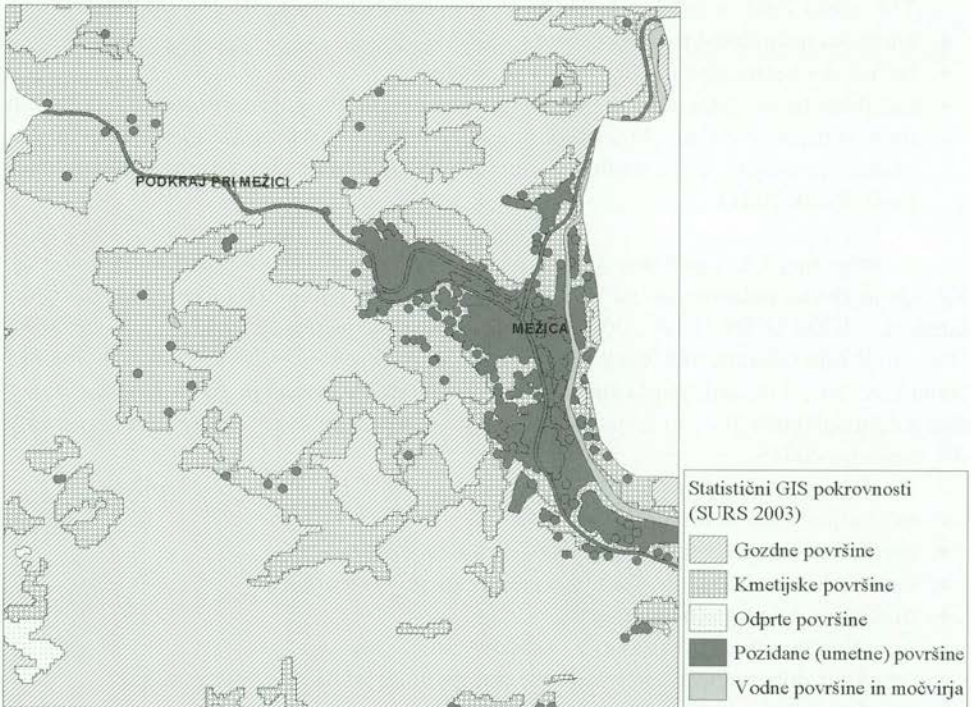 PODKRAJ PRI MEŽICI
MEŽICA
Statistični GIS pokrovnosti
(SURS 2003)
Gozdne površine
Kmetijske površine
Odprte površine
Pozidane (umetne) površine
Vodne površine in močvirja